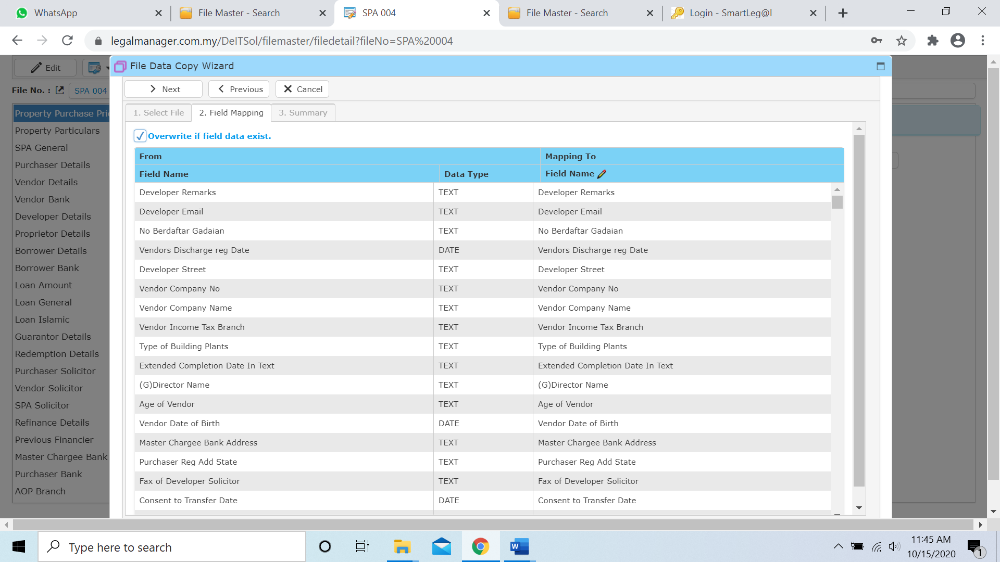 WhatsApp
File Master - Search
SPA 004
File Master - Search
Login - SmartLeg@l
legalmanager.com.my/DeITSol/filemaster/filedetail?fileNo=SPA%20004
Edit
File Data Copy Wizard
File No. :
SPA 004
Next
Previous
Cancel
1. Select File
2. Field Mapping
3. Summary
Overwrite if field data exist.
From
Mapping To
Field Name
Data Type
Field Name
Developer Remarks TEXT Developer Remarks
Developer Email TEXT Developer Email
No Berdaftar Gadaian TEXT No Berdaftar Gadaian
Vendors Discharge reg Date DATE Vendors Discharge reg Date
Developer Street TEXT Developer Street
Vendor Company No TEXT Vendor Company No
Vendor Company Name TEXT Vendor Company Name
Vendor Income Tax Branch TEXT Vendor Income Tax Branch
Type of Building Plants TEXT Type of Building Plants
Extended Completion Date In Text TEXT Extended Completion Date In Text
(G)Director Name TEXT (G)Director Name
Age of Vendor TEXT Age of Vendor
Vendor Date of Birth DATE Vendor Date of Birth
Master Chargee Bank Address TEXT Master Chargee Bank Address
Purchaser Reg Add State TEXT Purchaser Reg Add State
Fax of Developer Solicitor TEXT Fax of Developer Solicitor
Consent to Transfer Date DATE Consent to Transfer Date
Property Purchase Pri
Property Particulars
SPA General
Purchaser Details
Vendor Details
Vendor Bank
Developer Details
Proprietor Details
Borrower Details
Borrower Bank
Loan Amount
Loan General
Loan Islamic
Guarantor Details
Redemption Details
Purchaser Solicitor
Vendor Solicitor
SPA Solicitor
Refinance Details
Previous Financier
Master Chargee Bank
Purchaser Bank
AOP Branch
Type here to search
11:45 AM
10/15/2020
1